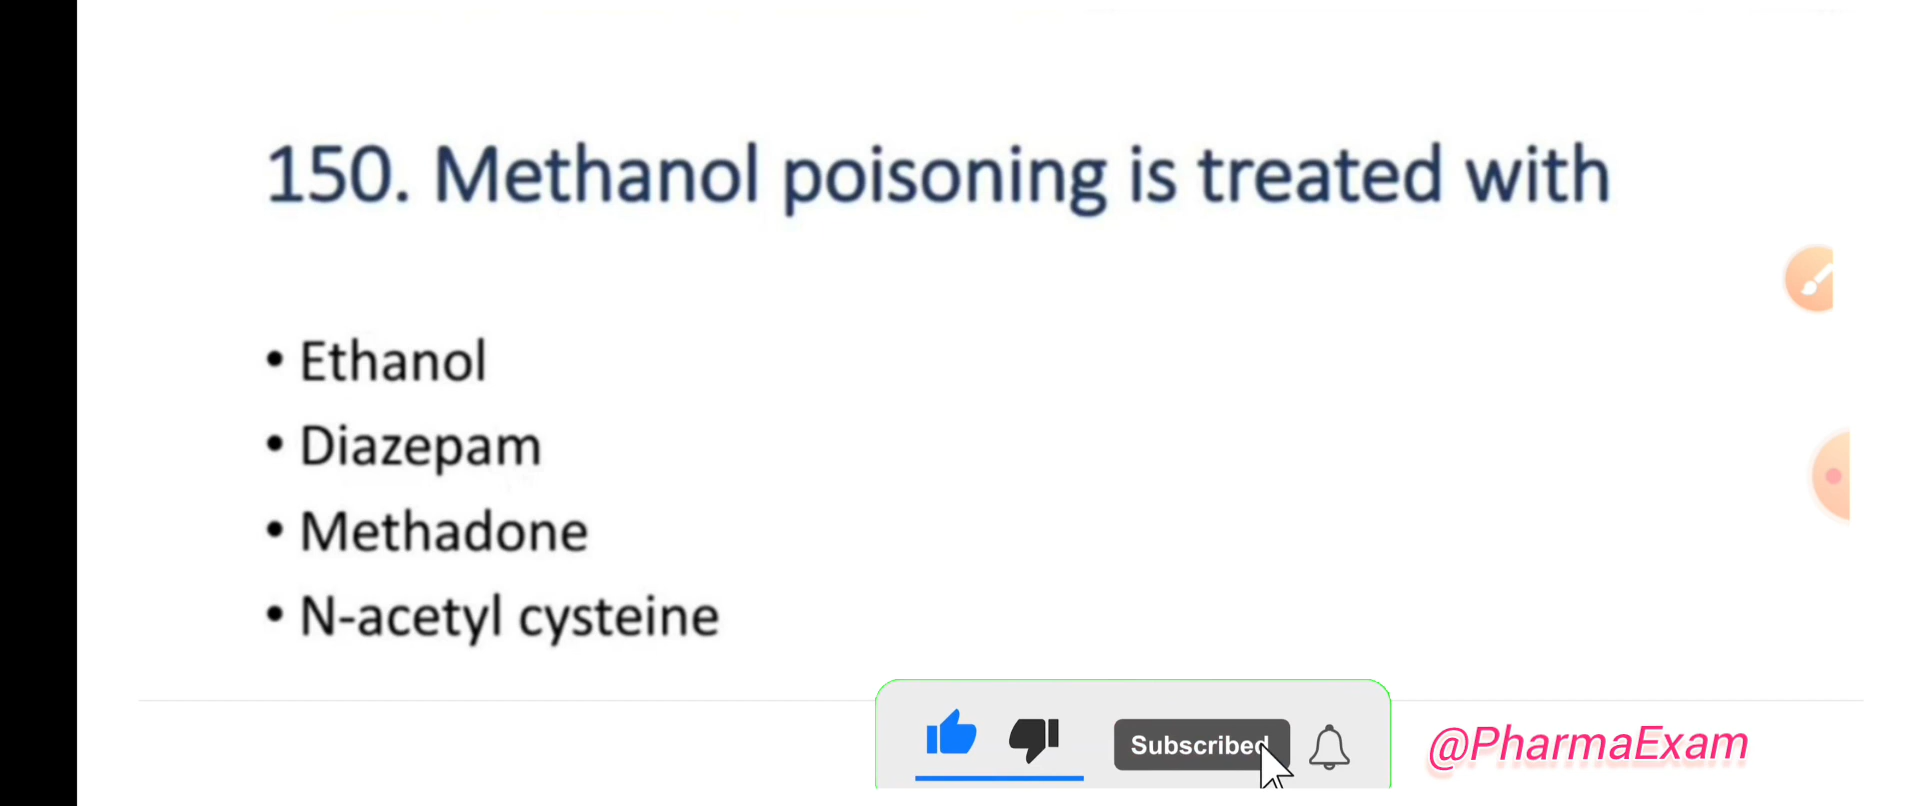 150. Methanol poisoning is treated with
• Ethanol
• Diazepam
• Methadone
• N-acetyl cysteine
Subscribed
@PharmaExam